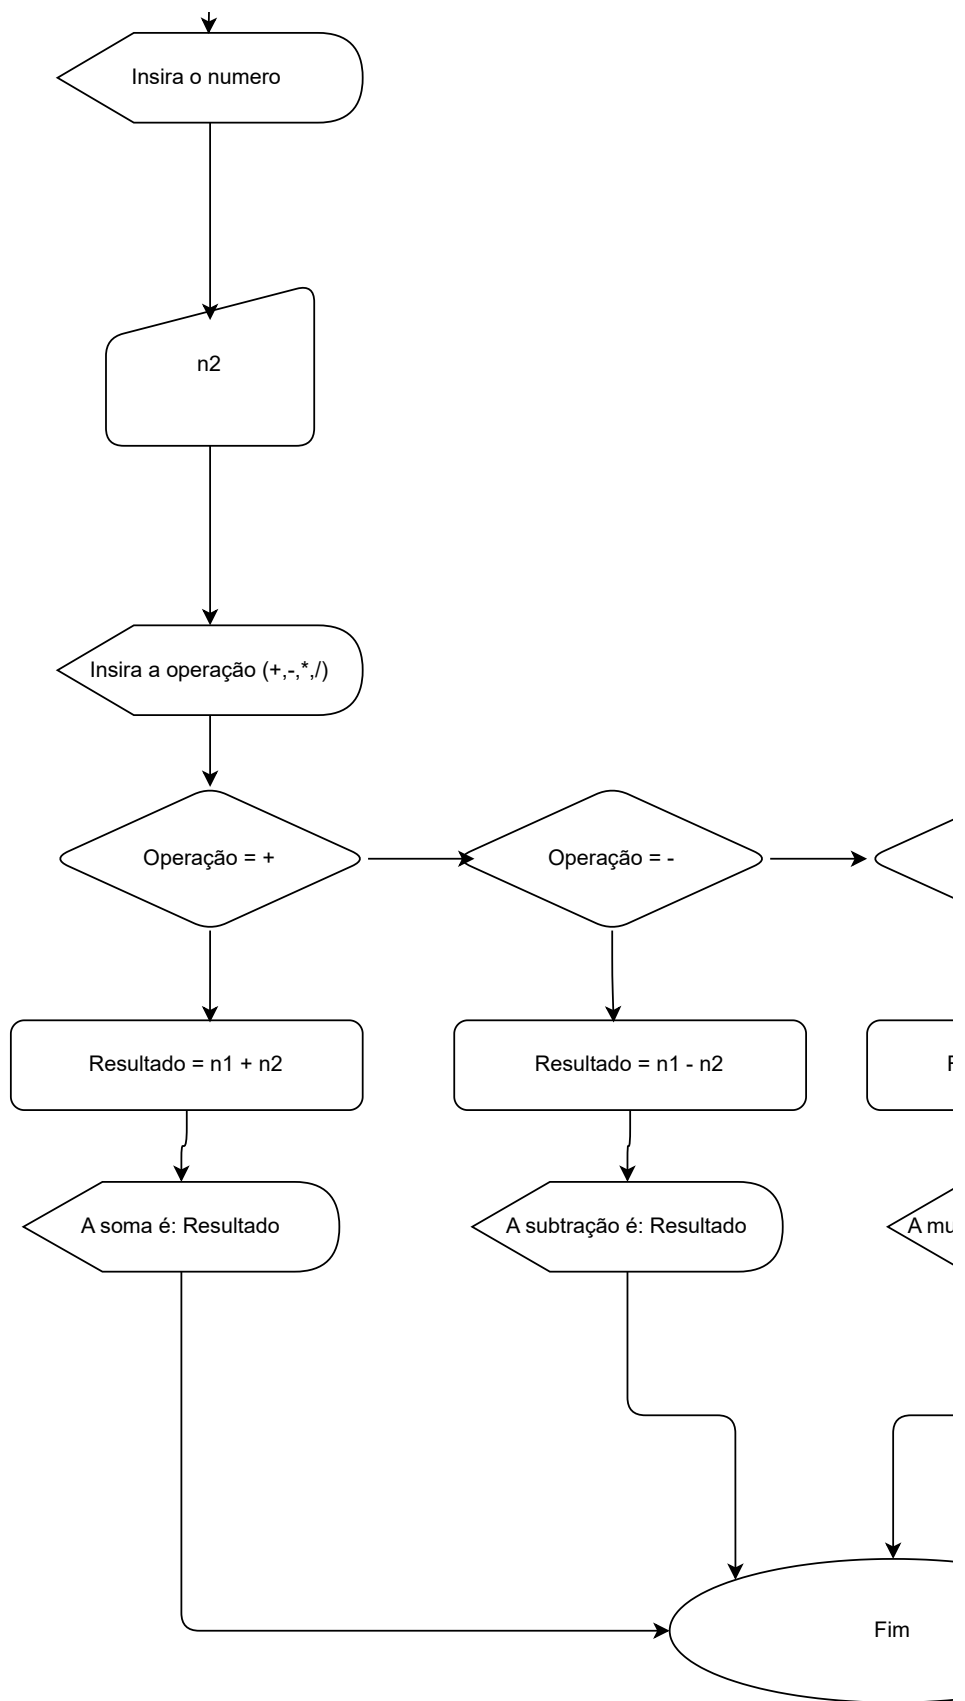 Insira o numero
n2
Insira a operação (+,-,*,/)
Operação = +
Operação = -
Resultado = n1 + n2
Resultado = n1 - n2
A soma é: Resultado
A subtração é: Resultado
Fim